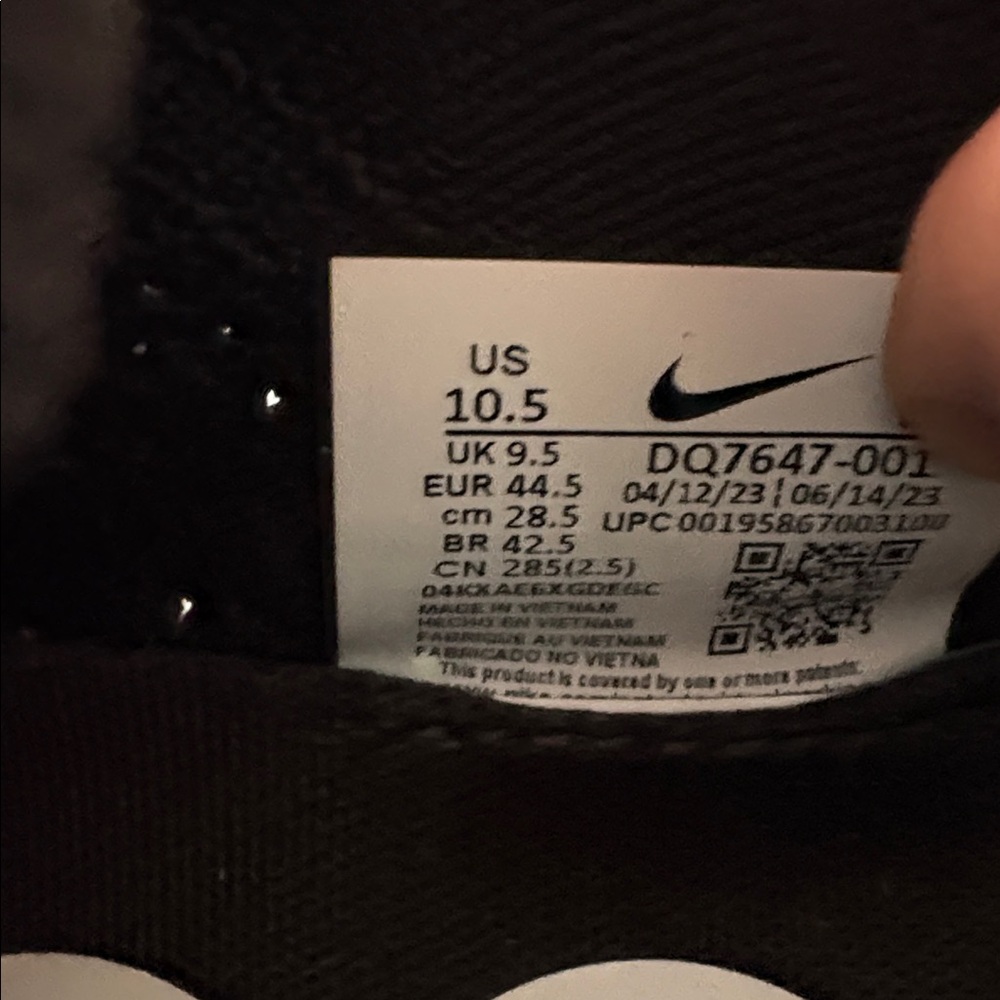 US
10.5
UK 9.5
EUR 44.5
cm 28.5
BR 42.5
CN 285(2.5)
DQ7647-001
04/12/23 ¦ 06/14/23
UPC
MADE IN VIETNAM
HECHO EN VIETNAM
FABRIQUE AU VIETNAM
FABRICADO NO VIETNA
This product is covered by one or more patents.